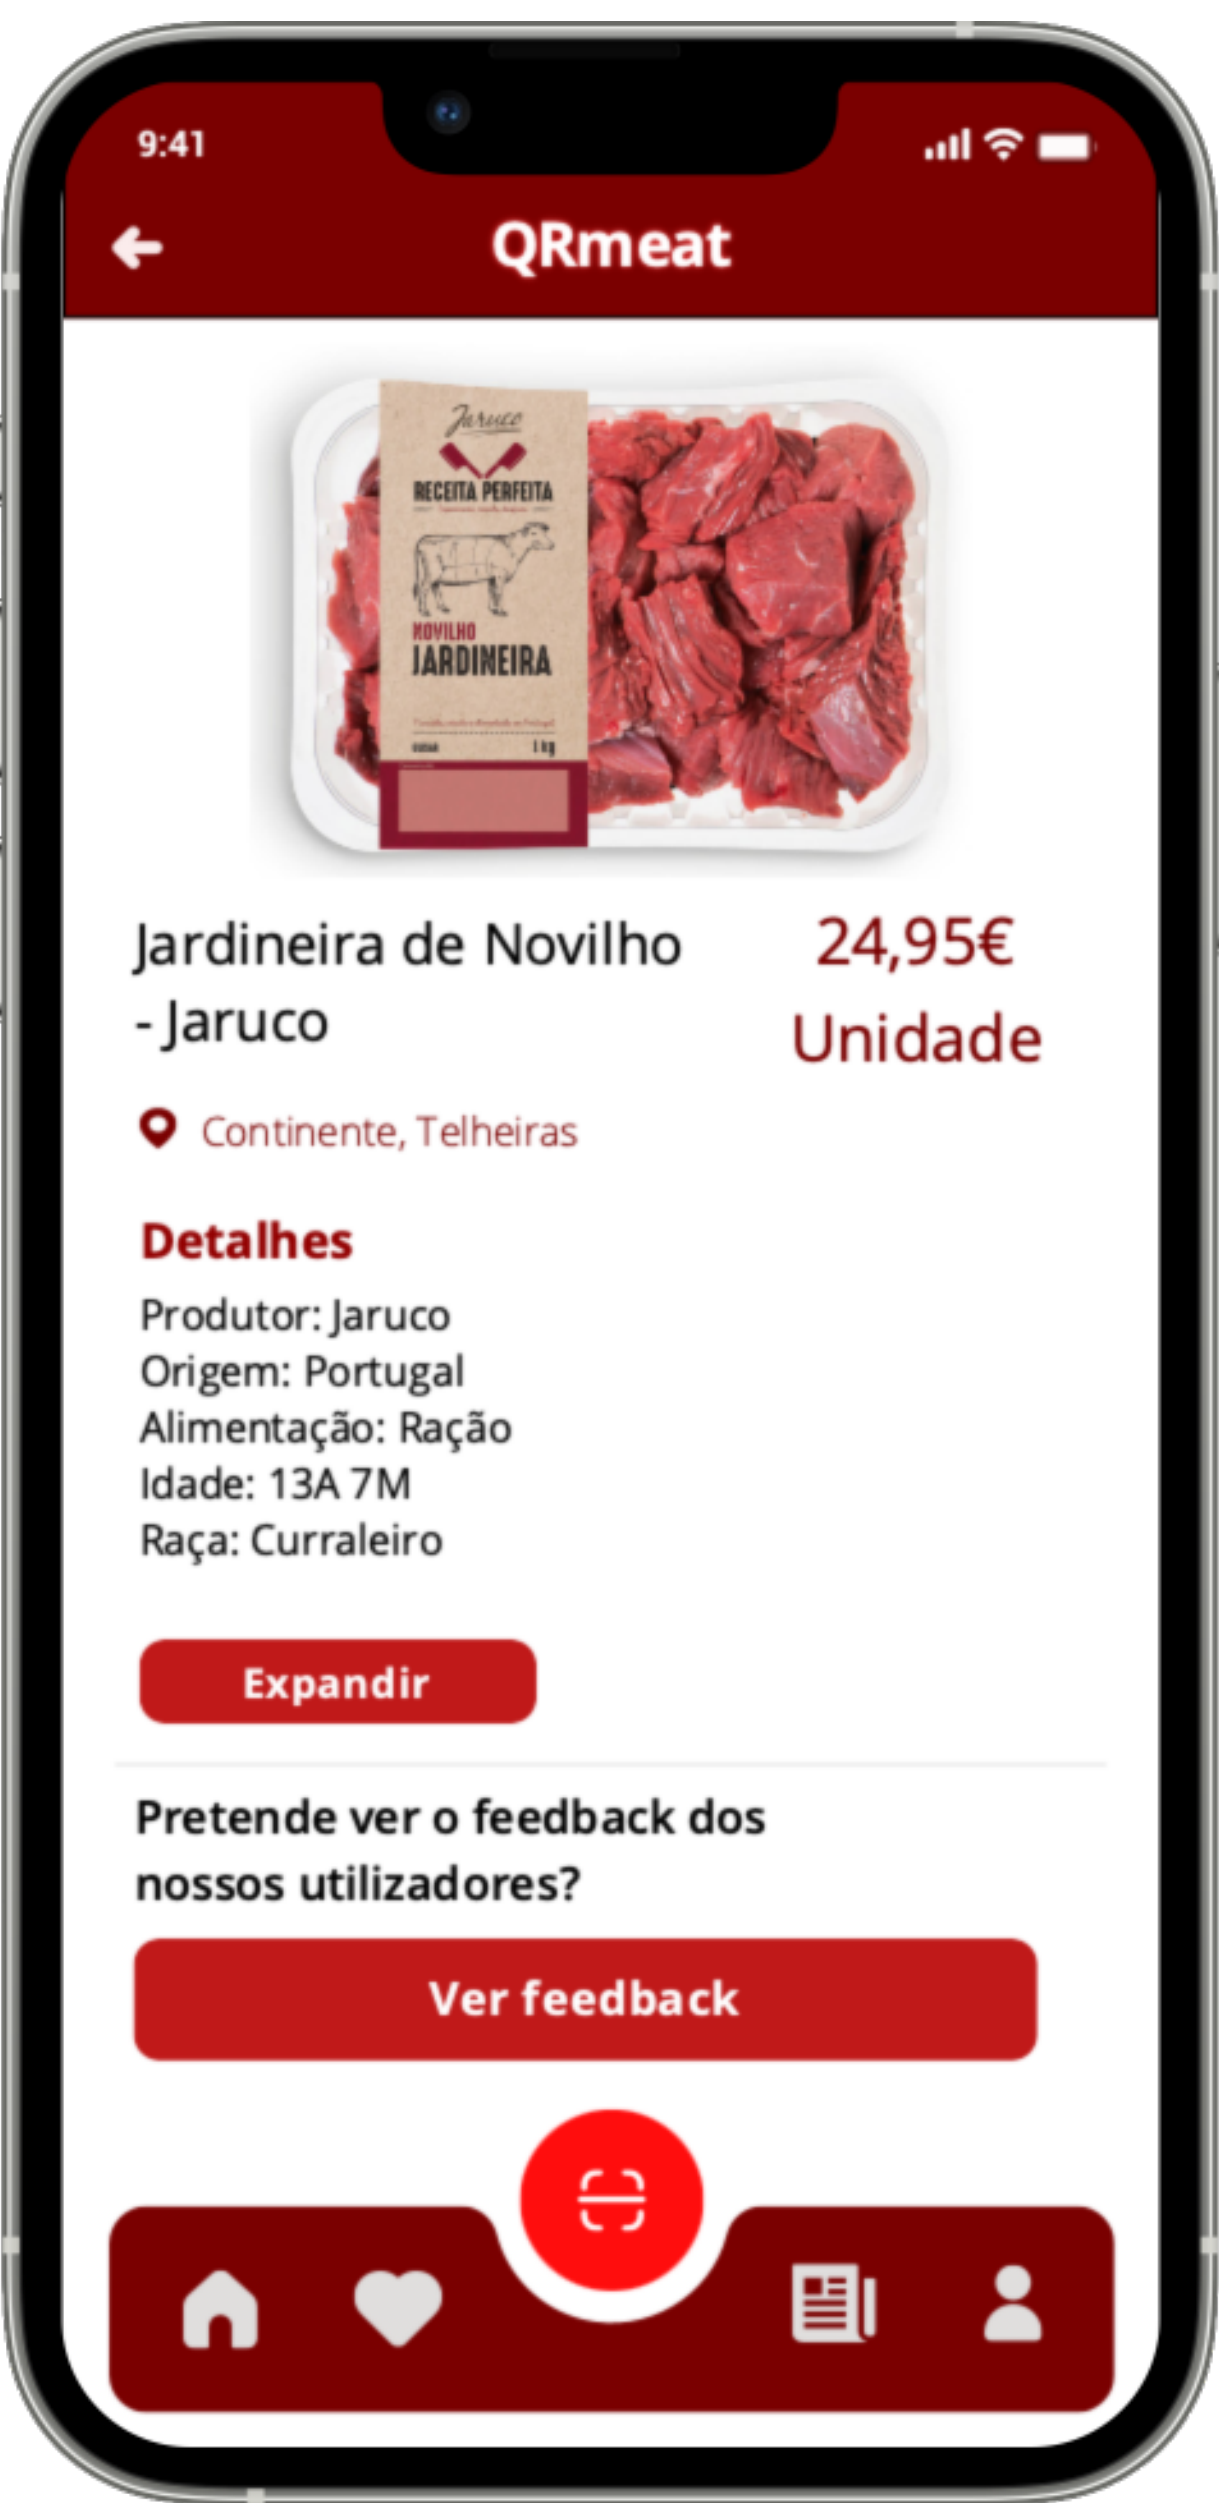 9:41
QRmeat
Jaruco
RECEITA PERFEITA
NOVILHO
JARDINEIRA
1 kg
Jardineira de Novilho
- Jaruco
24,95€
Unidade
Continente, Telheiras
Detalhes
Produtor: Jaruco
Origem: Portugal
Alimentação: Ração
Idade: 13A 7M
Raça: Curraleiro
Expandir
Pretende ver o feedback dos
nossos utilizadores?
Ver feedback